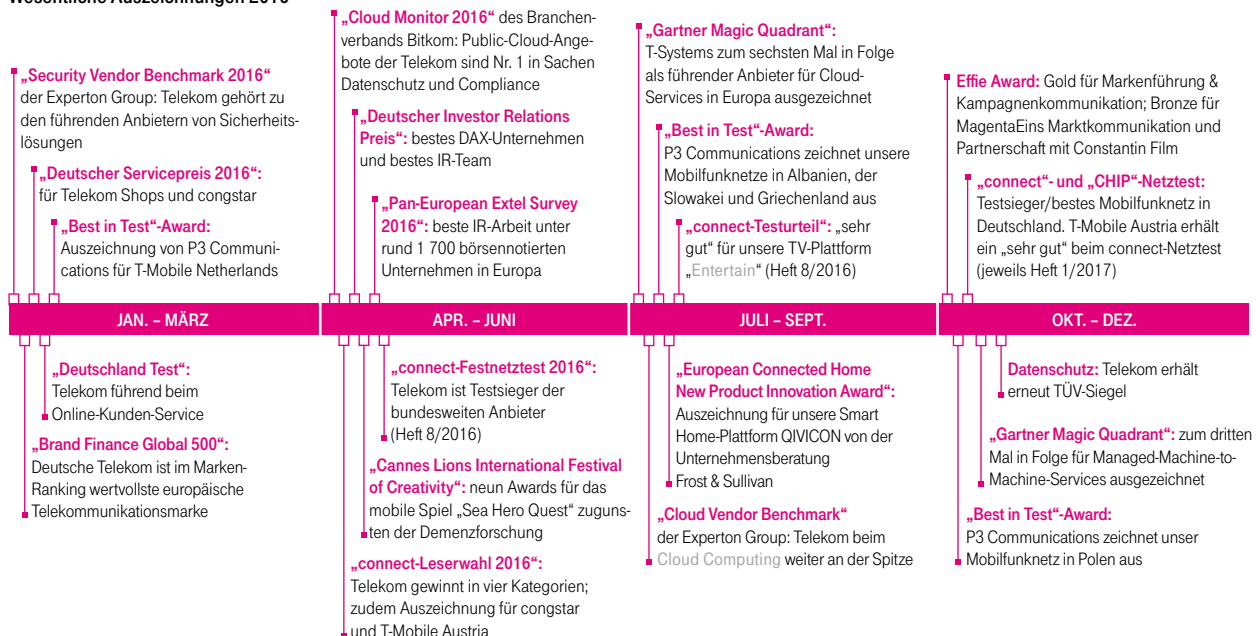 Wesentliche Auszeichnungen 2016
„Security Vendor Benchmark 2016“
der Experton Group: Telekom gehört zu
den führenden Anbietern von Sicherheits-
lösungen
„Deutscher Servicepreis 2016“:
für Telekom Shops und congstar
„Best in Test“-Award:
Auszeichnung von P3 Communi-
cations für T-Mobile Netherlands
„Cloud Monitor 2016“ des Branchen-
verbands Bitkom: Public-Cloud-Ange-
bote der Telekom sind Nr. 1 in Sachen
Datenschutz und Compliance
„Deutscher Investor Relations
Preis“: bestes DAX-Unternehmen
und bestes IR-Team
„Pan-European Extel Survey
2016“: beste IR-Arbeit unter
rund 1 700 börsennotierten
Unternehmen in Europa
„Gartner Magic Quadrant“:
T-Systems zum sechsten Mal in Folge
als führender Anbieter für Cloud-
Services in Europa ausgezeichnet
„Best in Test“-Award:
P3 Communications zeichnet unsere
Mobilfunknetze in Albanien, der
Slowakei und Griechenland aus
„connect-Testurteil“: „sehr
gut“ für unsere TV-Plattform
„Entertain“ (Heft 8/2016)
Effie Award: Gold für Markenführung &
Kampagnenkommunikation; Bronze für
MagentaEins Marktkommunikation und
Partnerschaft mit Constantin Film
„connect“- und „CHIP“-Netztest:
Testsieger/bestes Mobilfunknetz in
Deutschland. T-Mobile Austria erhält
ein „sehr gut“ beim connect-Netztest
(jeweils Heft 1/2017)
JAN. – MÄRZ
APR. – JUNI
JULI – SEPT.
OKT. – DEZ.
„Deutschland Test“:
Telekom führend beim
Online-Kunden-Service
„Brand Finance Global 500“:
Deutsche Telekom ist im Marken-
Ranking wertvollste europäische
Telekommunikationsmarke
„connect-Festnetztest 2016“:
Telekom ist Testsieger der
bundesweiten Anbieter
(Heft 8/2016)
„Cannes Lions International Festival
of Creativity“: neun Awards für das
mobile Spiel „Sea Hero Quest“ zuguns-
ten der Demenzforschung
„connect-Leserwahl 2016“:
Telekom gewinnt in vier Kategorien;
zudem Auszeichnung für congstar
und T-Mobile Austria
„European Connected Home
New Product Innovation Award“:
Auszeichnung für unsere Smart
Home-Plattform QIVICON von der
Unternehmensberatung
Frost & Sullivan
„Cloud Vendor Benchmark“
der Experton Group: Telekom beim
Cloud Computing weiter an der Spitze
Datenschutz: Telekom erhält
erneut TÜV-Siegel
„Gartner Magic Quadrant“: zum dritten
Mal in Folge für Managed-Machine-to-
Machine-Services ausgezeichnet
„Best in Test“-Award:
P3 Communications zeichnet unser
Mobilfunknetz in Polen aus